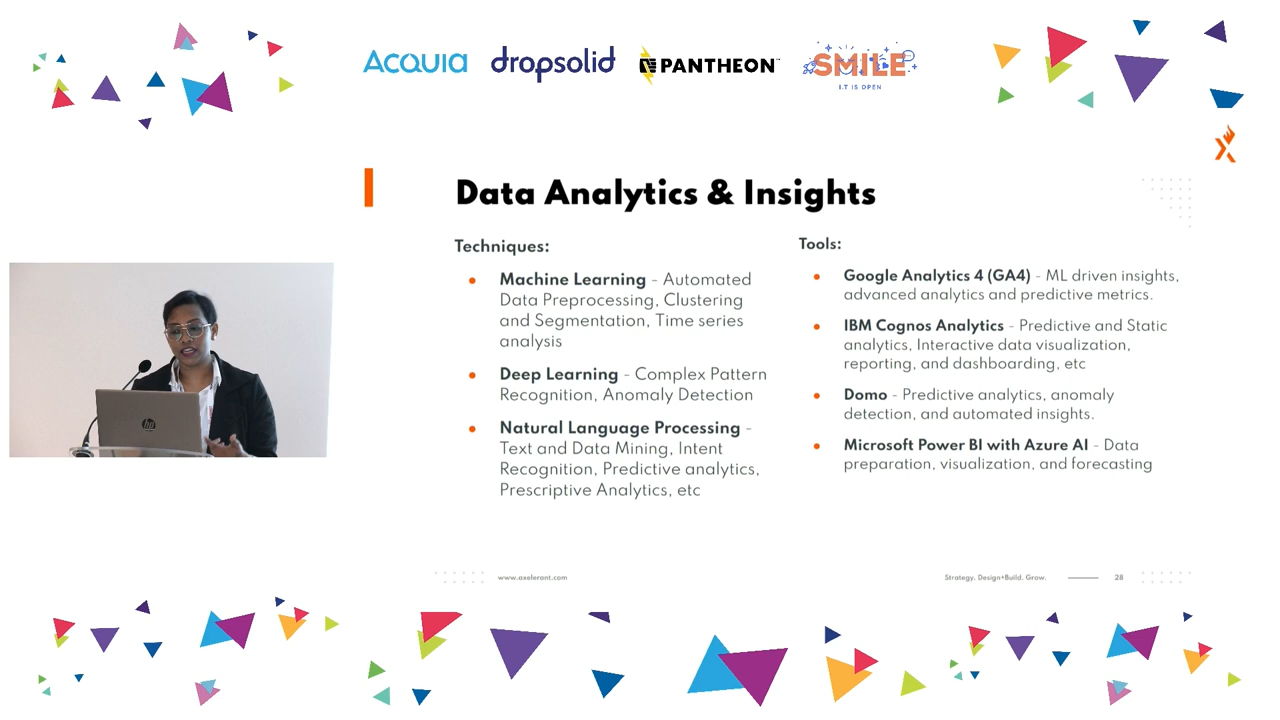 ACQUIA
dropsolid
PANTHEON
SMILE
I.T IS OPEN
Data Analytics & Insights
Techniques:
• Machine Learning - Automated
Data Preprocessing, Clustering
and Segmentation, Time series
analysis
• Deep Learning - Complex Pattern
Recognition, Anomaly Detection
• Natural Language Processing -
Text and Data Mining, Intent
Recognition, Predictive analytics,
Prescriptive Analytics, etc
Tools:
• Google Analytics 4 (GA4) - ML driven insights,
advanced analytics and predictive metrics.
• IBM Cognos Analytics - Predictive and Static
analytics, Interactive data visualization,
reporting, and dashboarding, etc
• Domo - Predictive analytics, anomaly
detection, and automated insights.
• Microsoft Power BI with Azure AI - Data
preparation, visualization, and forecasting
hp
www.axelerant.com
Strategy. Design+Build. Grow.
28